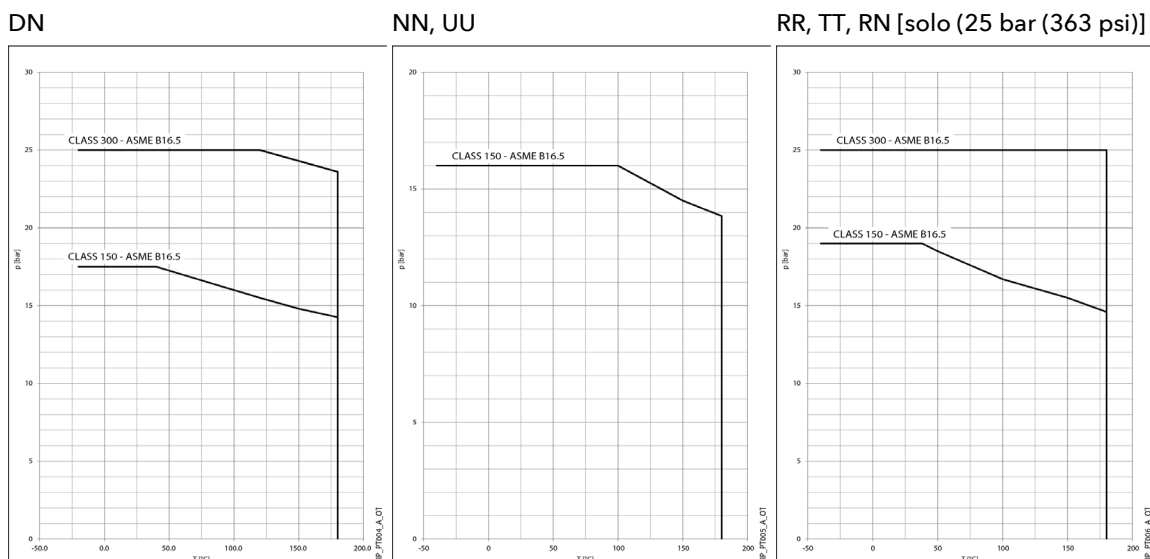 DN
NN, UU
RR, TT, RN [solo (25 bar (363 psi)]
30
25
20
15
10
5
0
p [bar]
CLASS 300 - ASME B16.5
CLASS 150 - ASME B16.5
-50.0
0.0
50.0
100.0
150.0
200.0
IP_PT004_A_OT
20
15
10
5
0
p [bar]
CLASS 150 - ASME B16.5
-50
0
50
100
150
200
IP_PT005_A_OT
30
25
20
15
10
5
0
p [bar]
CLASS 300 - ASME B16.5
CLASS 150 - ASME B16.5
-50
0
50
100
150
200
IP_PT006_A_OT